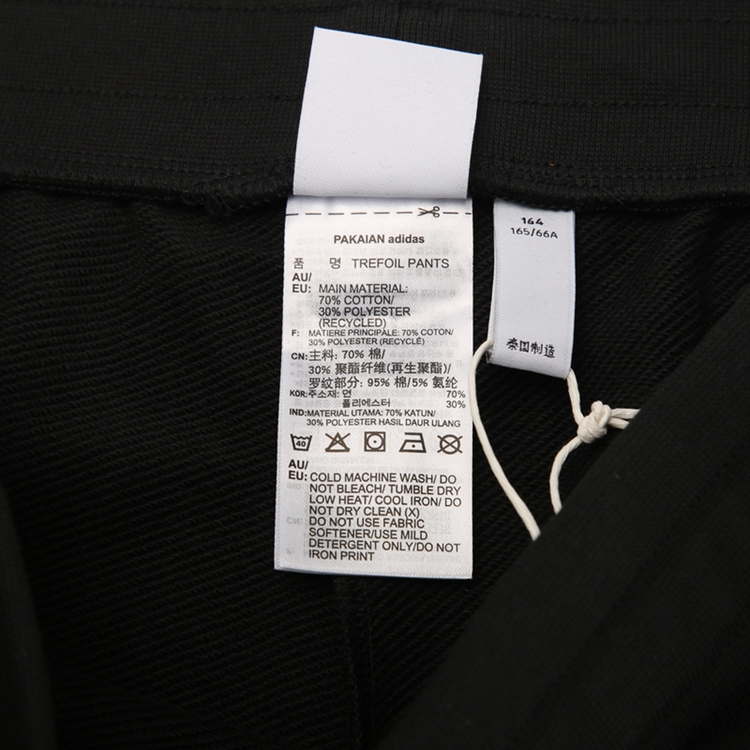 PAKAIAN adidas
품 명 TREFOIL PANTS
AU/
EU: MAIN MATERIAL:
70% COTTON/
30% POLYESTER
(RECYCLED)
F: MATIERE PRINCIPALE: 70% COTON/
30% POLYESTER (RECYCLÉ)
CN: 主料: 70% 棉/
30% 聚酯纤维(再生聚酯)/
罗纹部分: 95% 棉/5% 氨纶
KOR: 주소재: 면 70%
폴리에스터 30%
IND: MATERIAL UTAMA: 70% KATUN/
30% POLYESTER HASIL DAUR ULANG
40
AU/
EU: COLD MACHINE WASH/ DO
NOT BLEACH/ TUMBLE DRY
LOW HEAT/ COOL IRON/ DO
NOT DRY CLEAN (X)
DO NOT USE FABRIC
SOFTENER/USE MILD
DETERGENT ONLY/DO NOT
IRON PRINT
164
165/66A
泰国制造